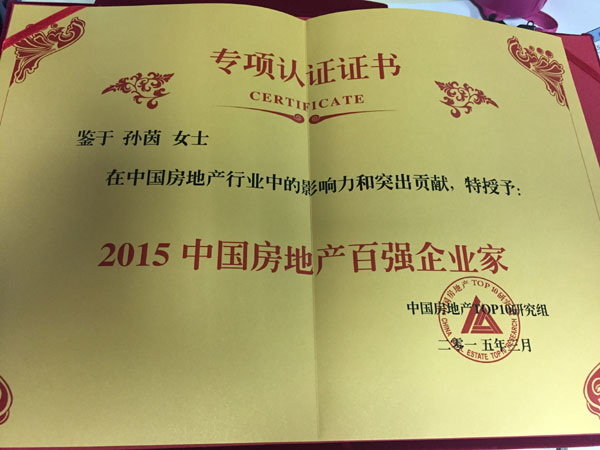 专项认证证书
CERTIFICATE
鉴于 孙茵 女士
在中国房地产行业中的影响力和突出贡献，特授予：
2015 中国房地产百强企业家
中国房地产TOP10研究组
二零一五年三月